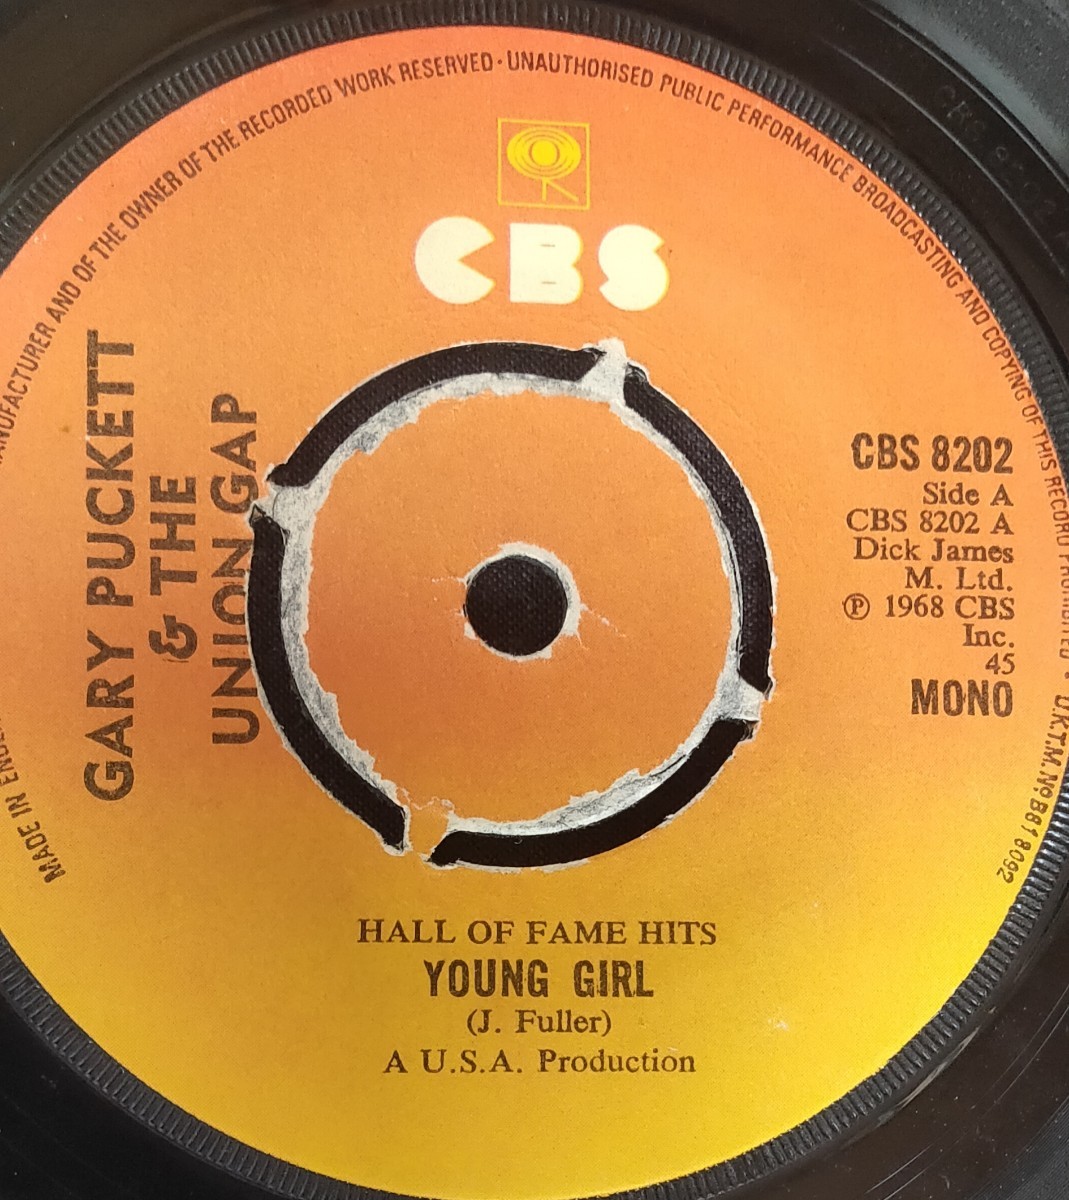 MANUFACTURER AND OF THE OWNER OF THE RECORDED WORK RESERVED · UNAUTHORISED PUBLIC PERFORMANCE BROADCASTING AND COPYING OF THIS RECORD PROHIBITED · U.K.T.M. Nº B818092
CBS
GARY PUCKETT
& THE
UNION GAP
CBS 8202
Side A
CBS 8202 A
Dick James
M. Ltd.
℗ 1968 CBS
Inc.
45
MONO
MADE IN
HALL OF FAME HITS
YOUNG GIRL
(J. Fuller)
A U.S.A. Production